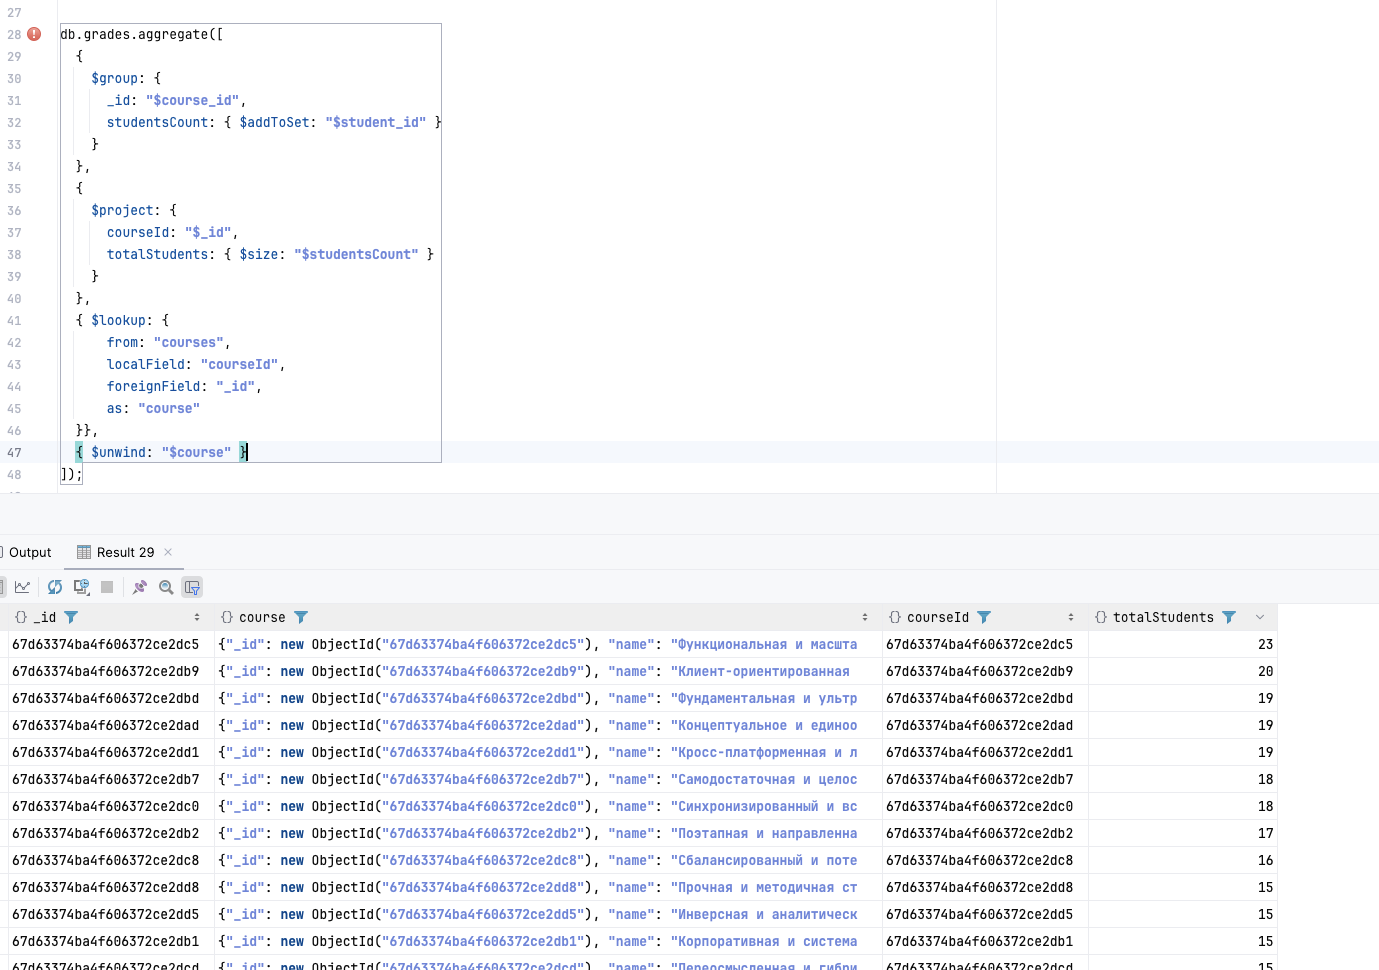 27
28 db.grades.aggregate([
29 {
30 $group: {
31 _id: "$course_id",
32 studentsCount: { $addToSet: "$student_id" }
33 }
34 },
35 {
36 $project: {
37 courseId: "$_id",
38 totalStudents: { $size: "$studentsCount" }
39 }
40 },
41 { $lookup: {
42 from: "courses",
43 localField: "courseId",
44 foreignField: "_id",
45 as: "course"
46 }},
47 { $unwind: "$course" }
48 ]);
Output Result 29 ×
{} _id {} course {} courseId {} totalStudents
67d63374ba4f606372ce2dc5 {"_id": new ObjectId("67d63374ba4f606372ce2dc5"), "name": "Функциональная и масшта 67d63374ba4f606372ce2dc5 23
67d63374ba4f606372ce2db9 {"_id": new ObjectId("67d63374ba4f606372ce2db9"), "name": "Клиент-ориентированная 67d63374ba4f606372ce2db9 20
67d63374ba4f606372ce2dbd {"_id": new ObjectId("67d63374ba4f606372ce2dbd"), "name": "Фундаментальная и ультр 67d63374ba4f606372ce2dbd 19
67d63374ba4f606372ce2dad {"_id": new ObjectId("67d63374ba4f606372ce2dad"), "name": "Концептуальное и единоо 67d63374ba4f606372ce2dad 19
67d63374ba4f606372ce2dd1 {"_id": new ObjectId("67d63374ba4f606372ce2dd1"), "name": "Кросс-платформенная и л 67d63374ba4f606372ce2dd1 19
67d63374ba4f606372ce2db7 {"_id": new ObjectId("67d63374ba4f606372ce2db7"), "name": "Самодостаточная и целос 67d63374ba4f606372ce2db7 18
67d63374ba4f606372ce2dc0 {"_id": new ObjectId("67d63374ba4f606372ce2dc0"), "name": "Синхронизированный и вс 67d63374ba4f606372ce2dc0 18
67d63374ba4f606372ce2db2 {"_id": new ObjectId("67d63374ba4f606372ce2db2"), "name": "Поэтапная и направленна 67d63374ba4f606372ce2db2 17
67d63374ba4f606372ce2dc8 {"_id": new ObjectId("67d63374ba4f606372ce2dc8"), "name": "Сбалансированный и поте 67d63374ba4f606372ce2dc8 16
67d63374ba4f606372ce2dd8 {"_id": new ObjectId("67d63374ba4f606372ce2dd8"), "name": "Прочная и методичная ст 67d63374ba4f606372ce2dd8 15
67d63374ba4f606372ce2dd5 {"_id": new ObjectId("67d63374ba4f606372ce2dd5"), "name": "Инверсная и аналитическ 67d63374ba4f606372ce2dd5 15
67d63374ba4f606372ce2db1 {"_id": new ObjectId("67d63374ba4f606372ce2db1"), "name": "Корпоративная и система 67d63374ba4f606372ce2db1 15
67d63374ba4f606372ce2dcd {"_id": new ObjectId("67d63374ba4f606372ce2dcd"), "name": "Переосмысленная и гибри 67d63374ba4f606372ce2dcd 15